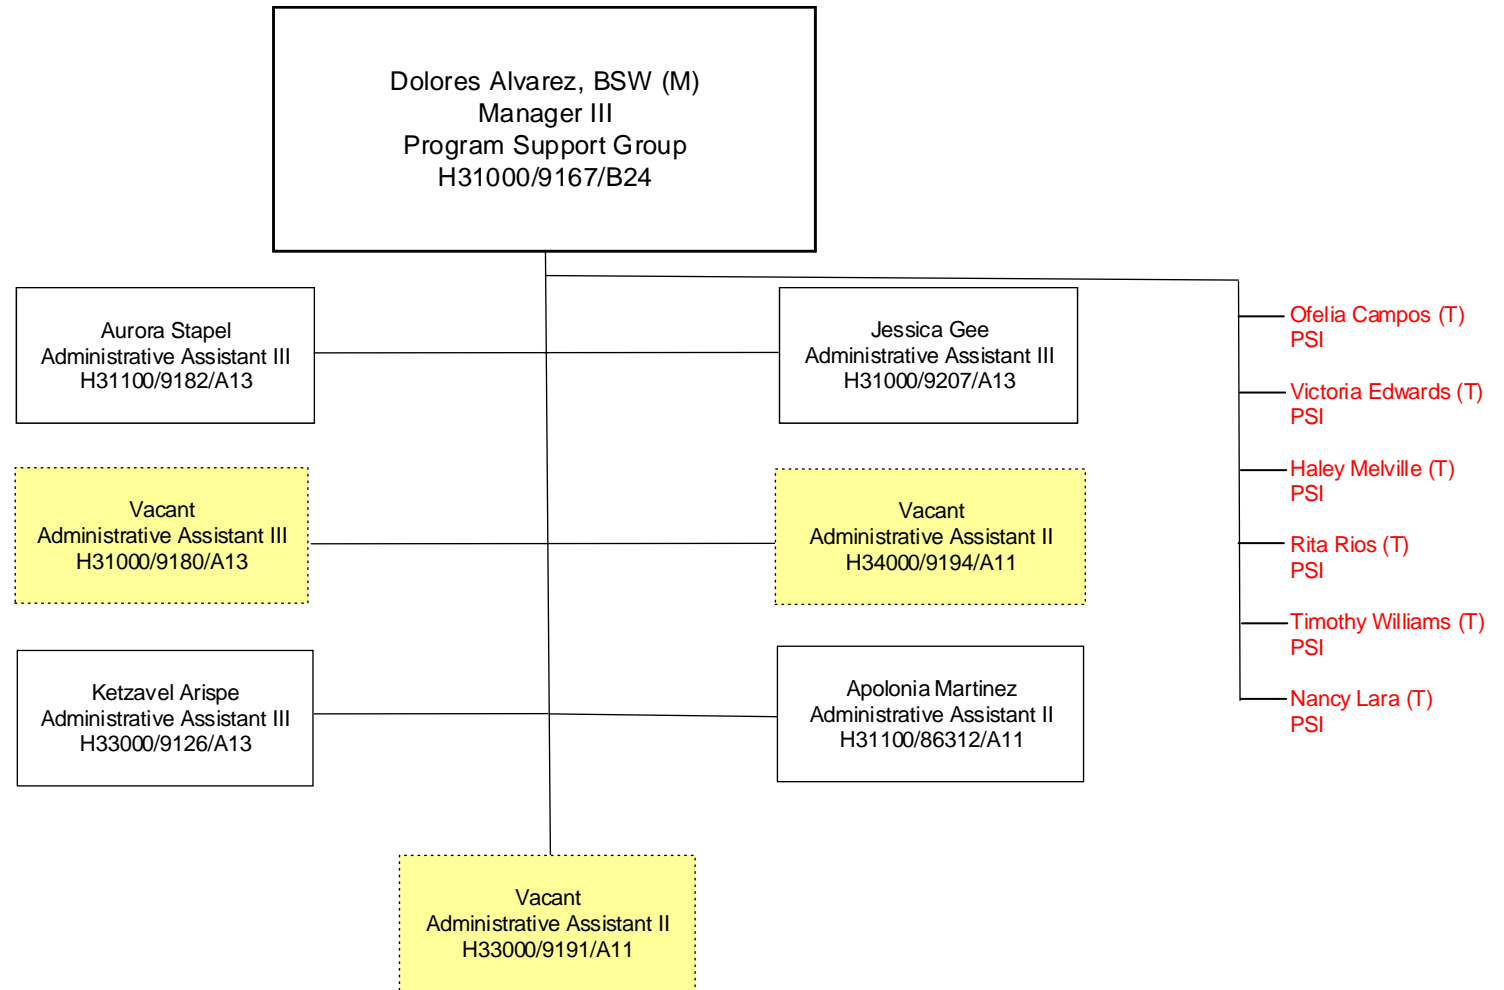 Dolores Alvarez, BSW (M)
Manager III
Program Support Group
H31000/9167/B24
Aurora Stapel
Administrative Assistant III
H31100/9182/A13
Jessica Gee
Administrative Assistant III
H31000/9207/A13
Vacant
Administrative Assistant III
H31000/9180/A13
Vacant
Administrative Assistant II
H34000/9194/A11
Ketzavel Arispe
Administrative Assistant III
H33000/9126/A13
Apolonia Martinez
Administrative Assistant II
H31100/86312/A11
Vacant
Administrative Assistant II
H33000/9191/A11
Ofelia Campos (T)
PSI
Victoria Edwards (T)
PSI
Haley Melville (T)
PSI
Rita Rios (T)
PSI
Timothy Williams (T)
PSI
Nancy Lara (T)
PSI